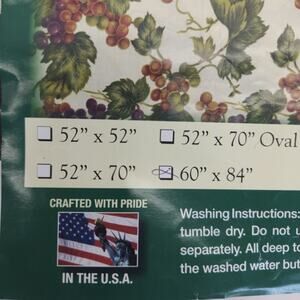 52” x 52” 52” x 70” Oval
52” x 70” 60” x 84”
CRAFTED WITH PRIDE
IN THE U.S.A.
Washing Instructions:
tumble dry. Do not u
separately. All deep to
the washed water but